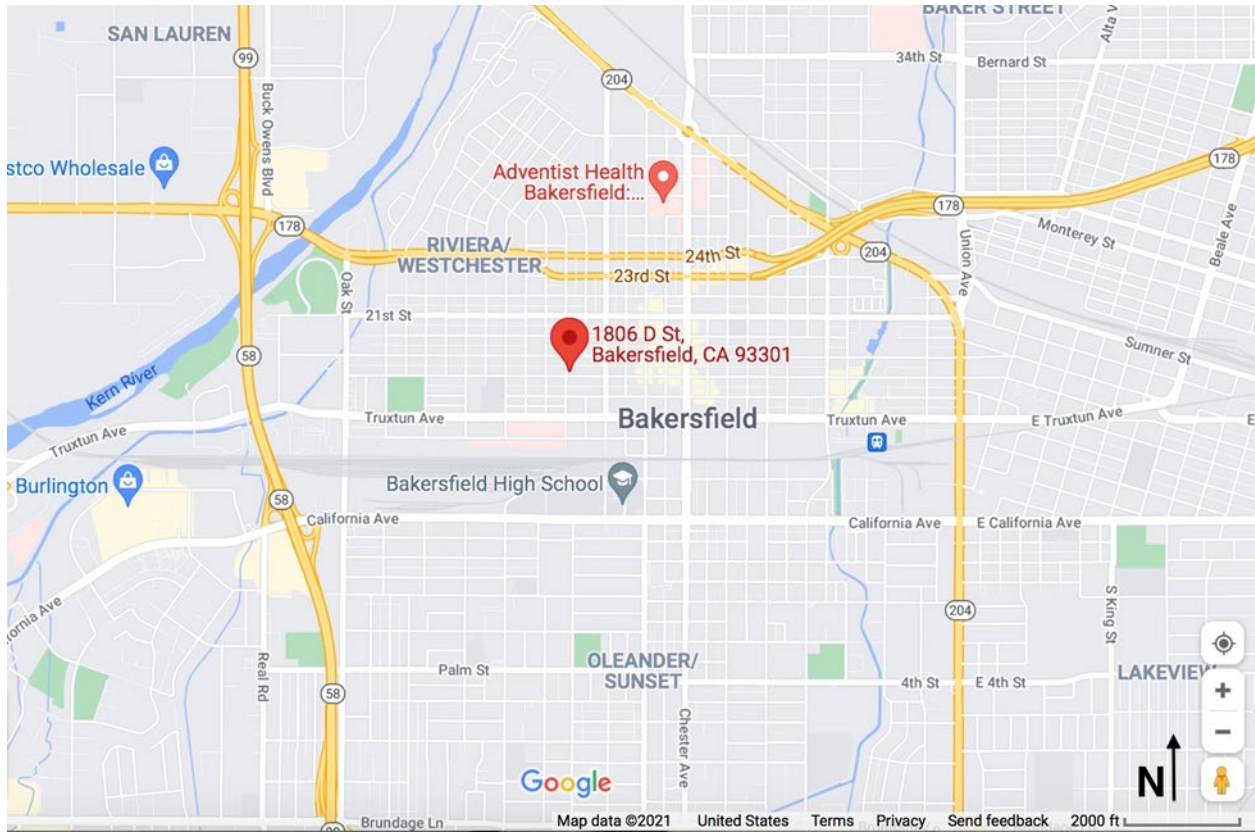 BAKER STREET
SAN LAUREN
99
Buck Owens Blvd
204
34th St
Bernard St
Alta V
stco Wholesale
Adventist Health
Bakersfield:...
178
178
178
Monterey St
Union Ave
Beale Ave
RIVIERA/
WESTCHESTER
24th St
23rd St
204
Oak St
21st St
1806 D St,
Bakersfield, CA 93301
Sumner St
58
Kern River
Truxtun Ave
Truxtun Ave
Bakersfield
Truxtun Ave
E Truxtun Ave
E
Burlington
Bakersfield High School
58
California Ave
California Ave
E California Ave
ornia Ave
204
S King St
Real Rd
Palm St
OLEANDER/
SUNSET
4th St
E 4th St
LAKEVIEW
58
Chester Ave
Google
N
Brundage Ln
Map data ©2021
United States
Terms
Privacy
Send feedback
2000 ft